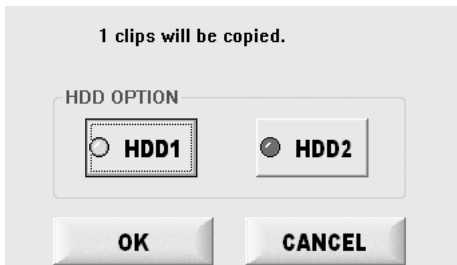 1 clips will be copied.
HDD OPTION
HDD1 HDD2
OK CANCEL